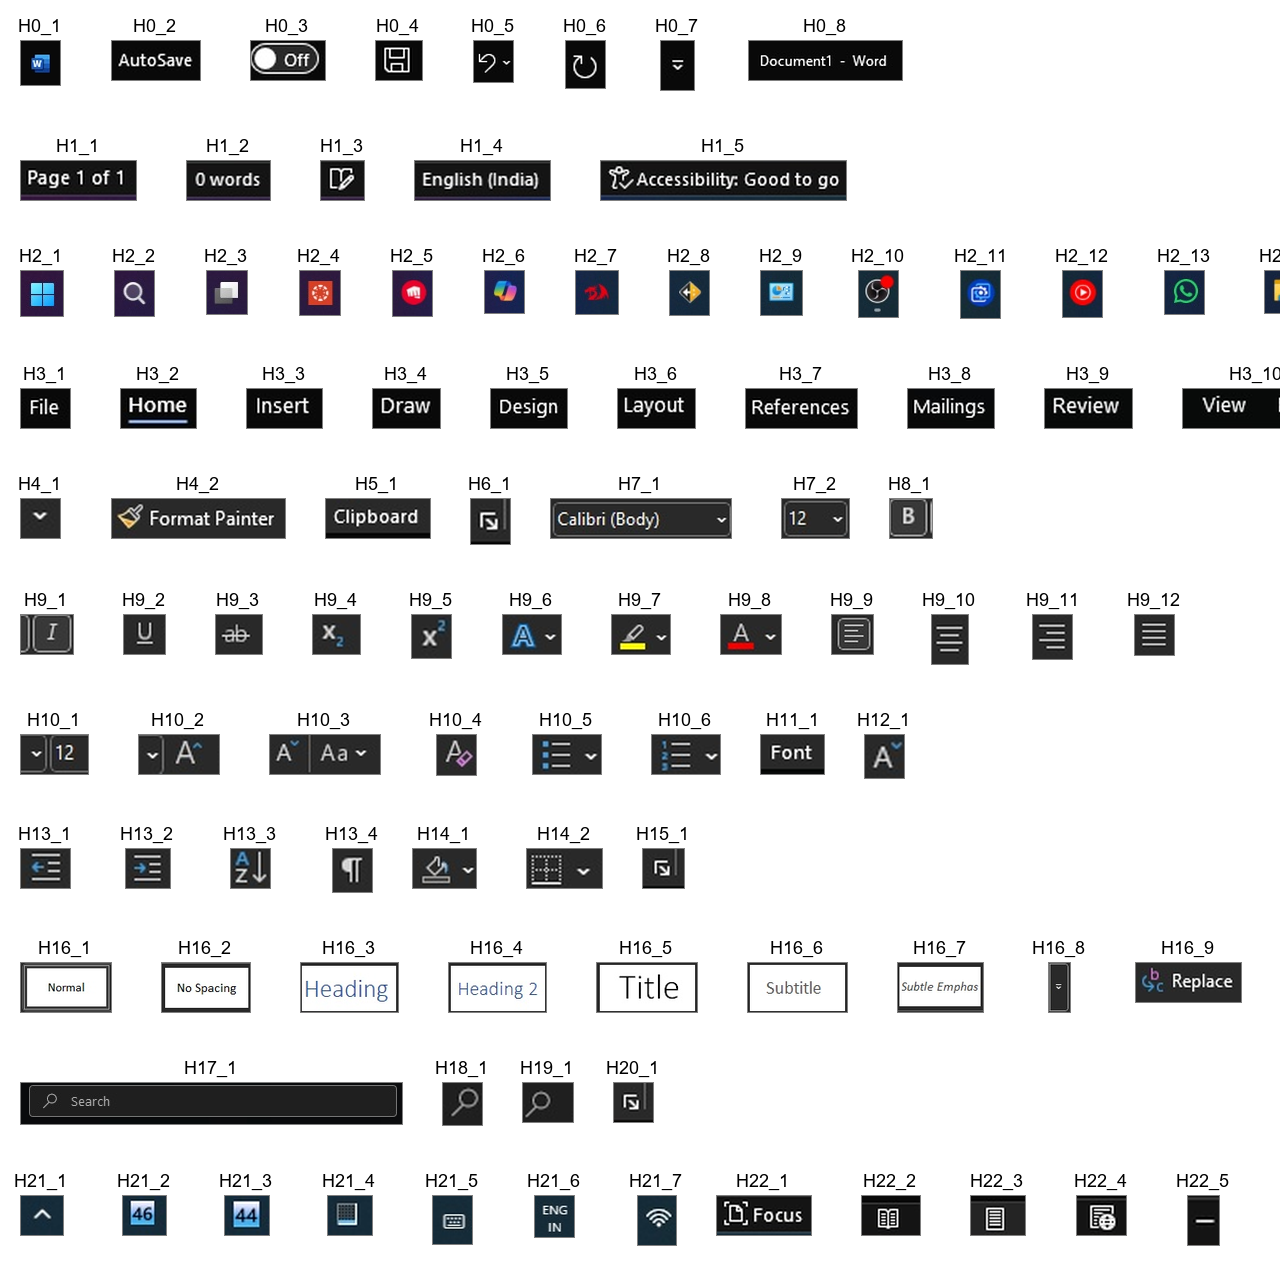 H0_1 H0_2 H0_3 H0_4 H0_5 H0_6 H0_7 H0_8
AutoSave Off Document1 - Word
H1_1 H1_2 H1_3 H1_4 H1_5
Page 1 of 1 0 words English (India) Accessibility: Good to go
H2_1 H2_2 H2_3 H2_4 H2_5 H2_6 H2_7 H2_8 H2_9 H2_10 H2_11 H2_12 H2_13 H2
H3_1 H3_2 H3_3 H3_4 H3_5 H3_6 H3_7 H3_8 H3_9 H3_10
File Home Insert Draw Design Layout References Mailings Review View
H4_1 H4_2 H5_1 H6_1 H7_1 H7_2 H8_1
Format Painter Clipboard Calibri (Body) 12 B
H9_1 H9_2 H9_3 H9_4 H9_5 H9_6 H9_7 H9_8 H9_9 H9_10 H9_11 H9_12
I U ab x₂ x² A A
H10_1 H10_2 H10_3 H10_4 H10_5 H10_6 H11_1 H12_1
12 A A Aa A 1 2 3 Font A
H13_1 H13_2 H13_3 H13_4 H14_1 H14_2 H15_1
A Z ¶
H16_1 H16_2 H16_3 H16_4 H16_5 H16_6 H16_7 H16_8 H16_9
Normal No Spacing Heading Heading 2 Title Subtitle Subtle Emphas b c Replace
H17_1 H18_1 H19_1 H20_1
Search
H21_1 H21_2 H21_3 H21_4 H21_5 H21_6 H21_7 H22_1 H22_2 H22_3 H22_4 H22_5
46 44 ENG IN Focus